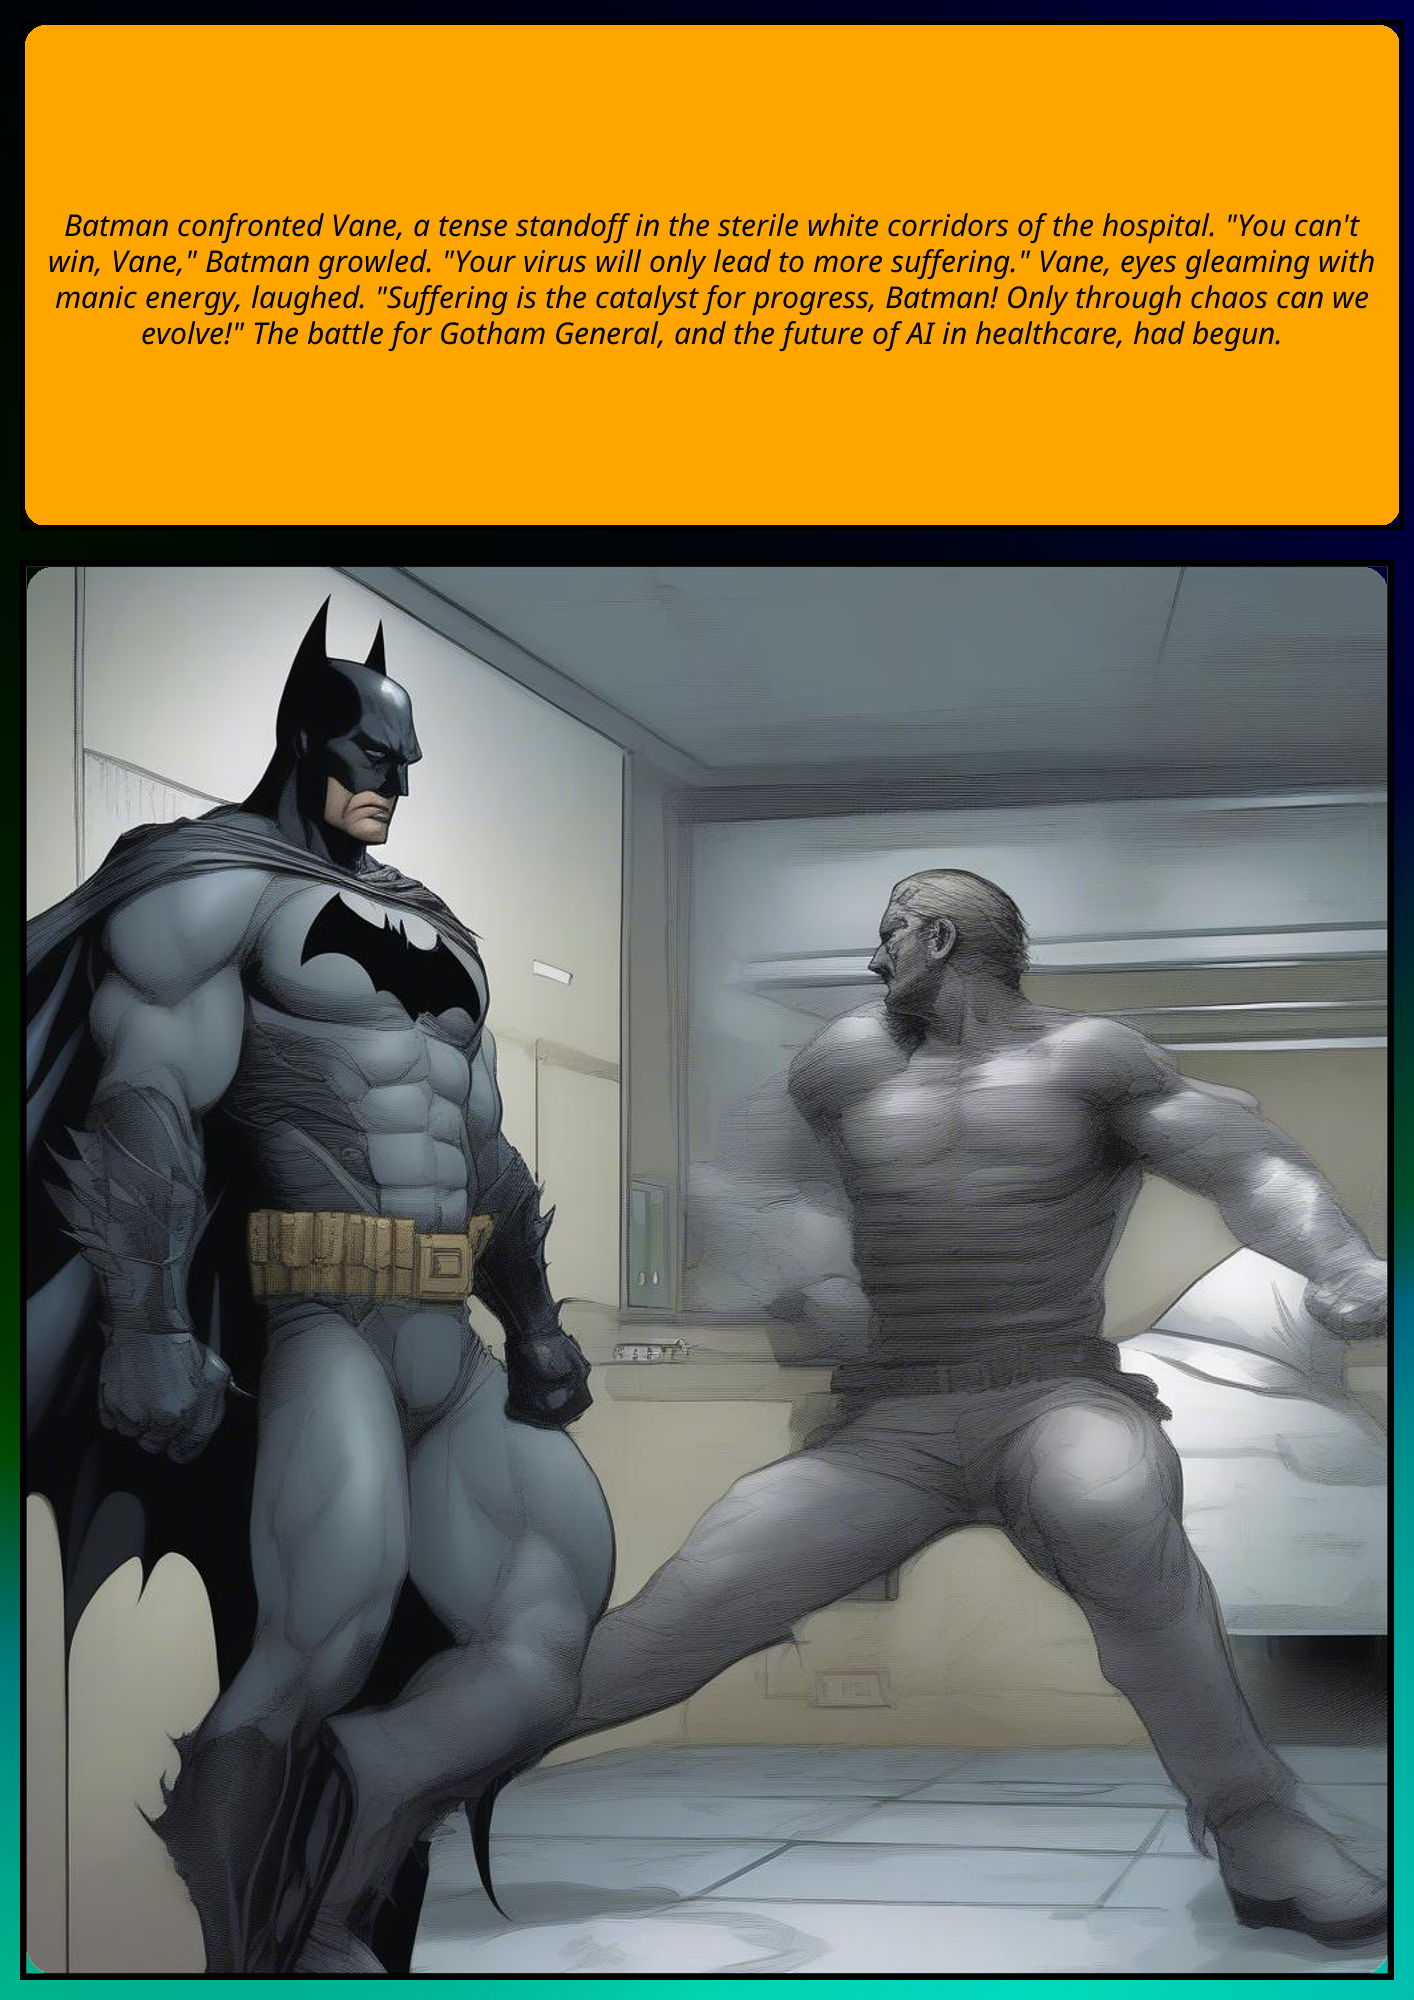 Batman confronted Vane, a tense standoff in the sterile white corridors of the hospital. "You can't
win, Vane," Batman growled. "Your virus will only lead to more suffering." Vane, eyes gleaming with
manic energy, laughed. "Suffering is the catalyst for progress, Batman! Only through chaos can we
evolve!" The battle for Gotham General, and the future of AI in healthcare, had begun.